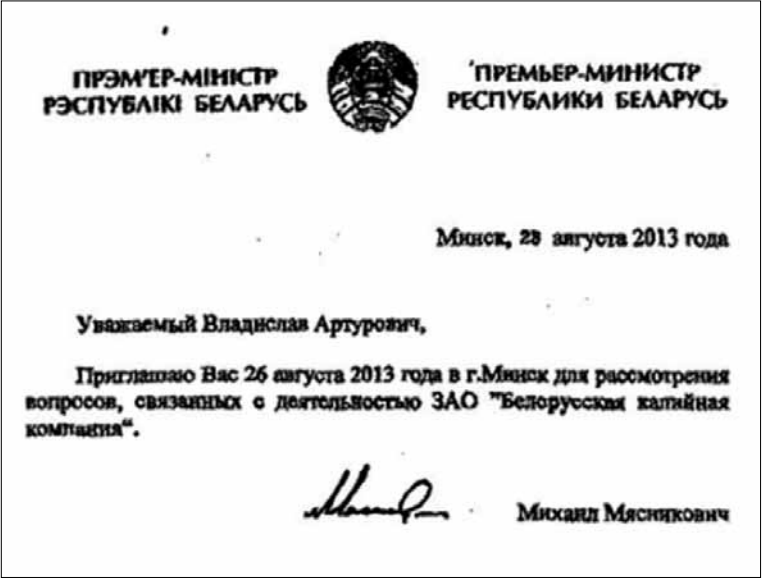 ПРЭМ'ЕР-МІНІСТР
РЭСПУБЛІКІ БЕЛАРУСЬ
ПРЕМЬЕР-МИНИСТР
РЕСПУБЛИКИ БЕЛАРУСЬ
Минск, августа 2013 года
Уважаемый Владислав Артурович,
Приглашаю Вас 26 августа 2013 года в г.Минск для рассмотрения
вопросов, связанных с деятельностью ЗАО "Белорусская калийная
компания".
Михаил Мясникович